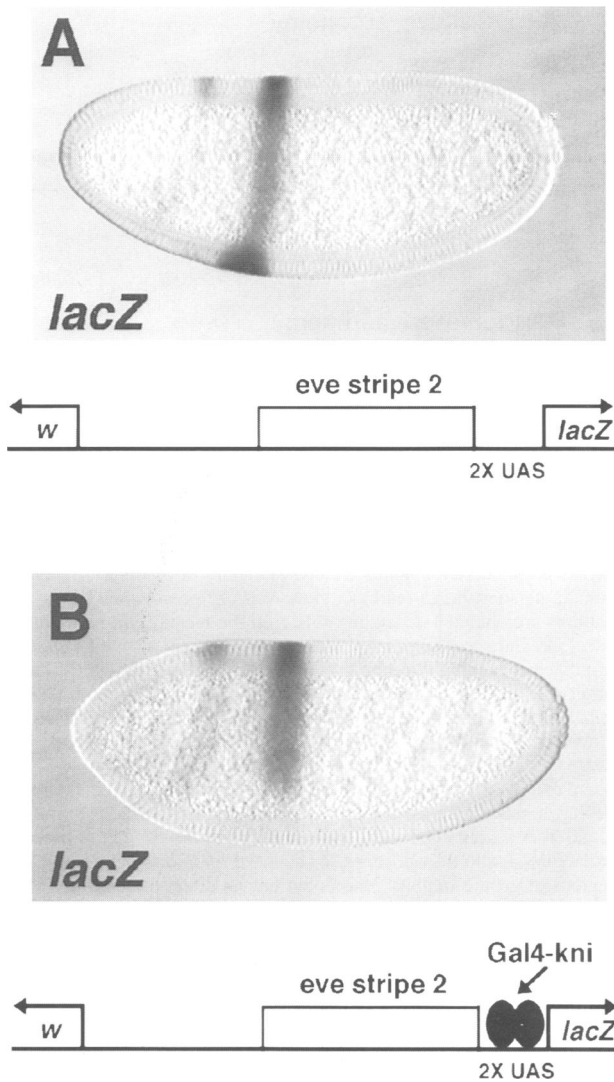 A
lacZ
eve stripe 2
w
lacZ
2X UAS
B
lacZ
Gal4-kni
eve stripe 2
w
lacZ
2X UAS